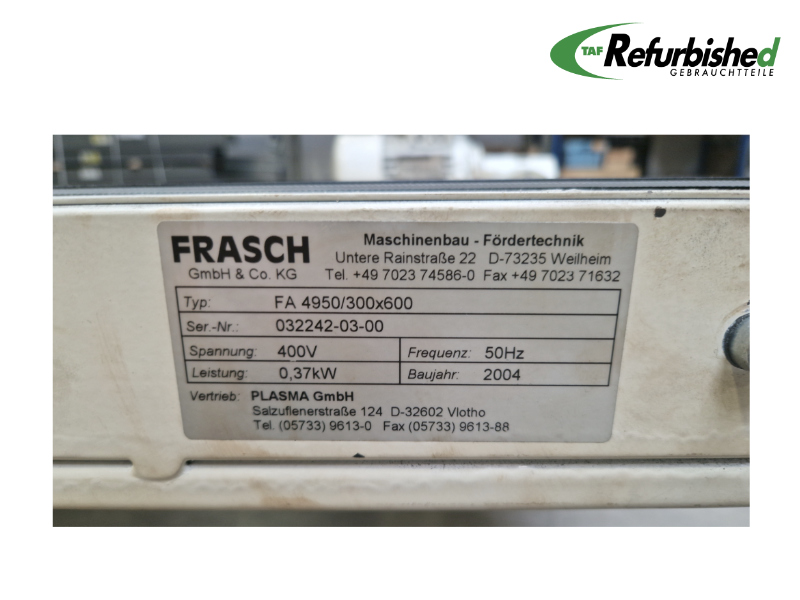 TAF Refurbished
GEBRAUCHTTEILE
FRASCH
GmbH & Co. KG
Maschinenbau - Fördertechnik
Untere Rainstraße 22 D-73235 Weilheim
Tel. +49 7023 74586-0 Fax +49 7023 71632
Typ: FA 4950/300x600
Ser.-Nr.: 032242-03-00
Spannung: 400V Frequenz: 50Hz
Leistung: 0,37kW Baujahr: 2004
Vertrieb: PLASMA GmbH
Salzuflenerstraße 124 D-32602 Vlotho
Tel. (05733) 9613-0 Fax (05733) 9613-88